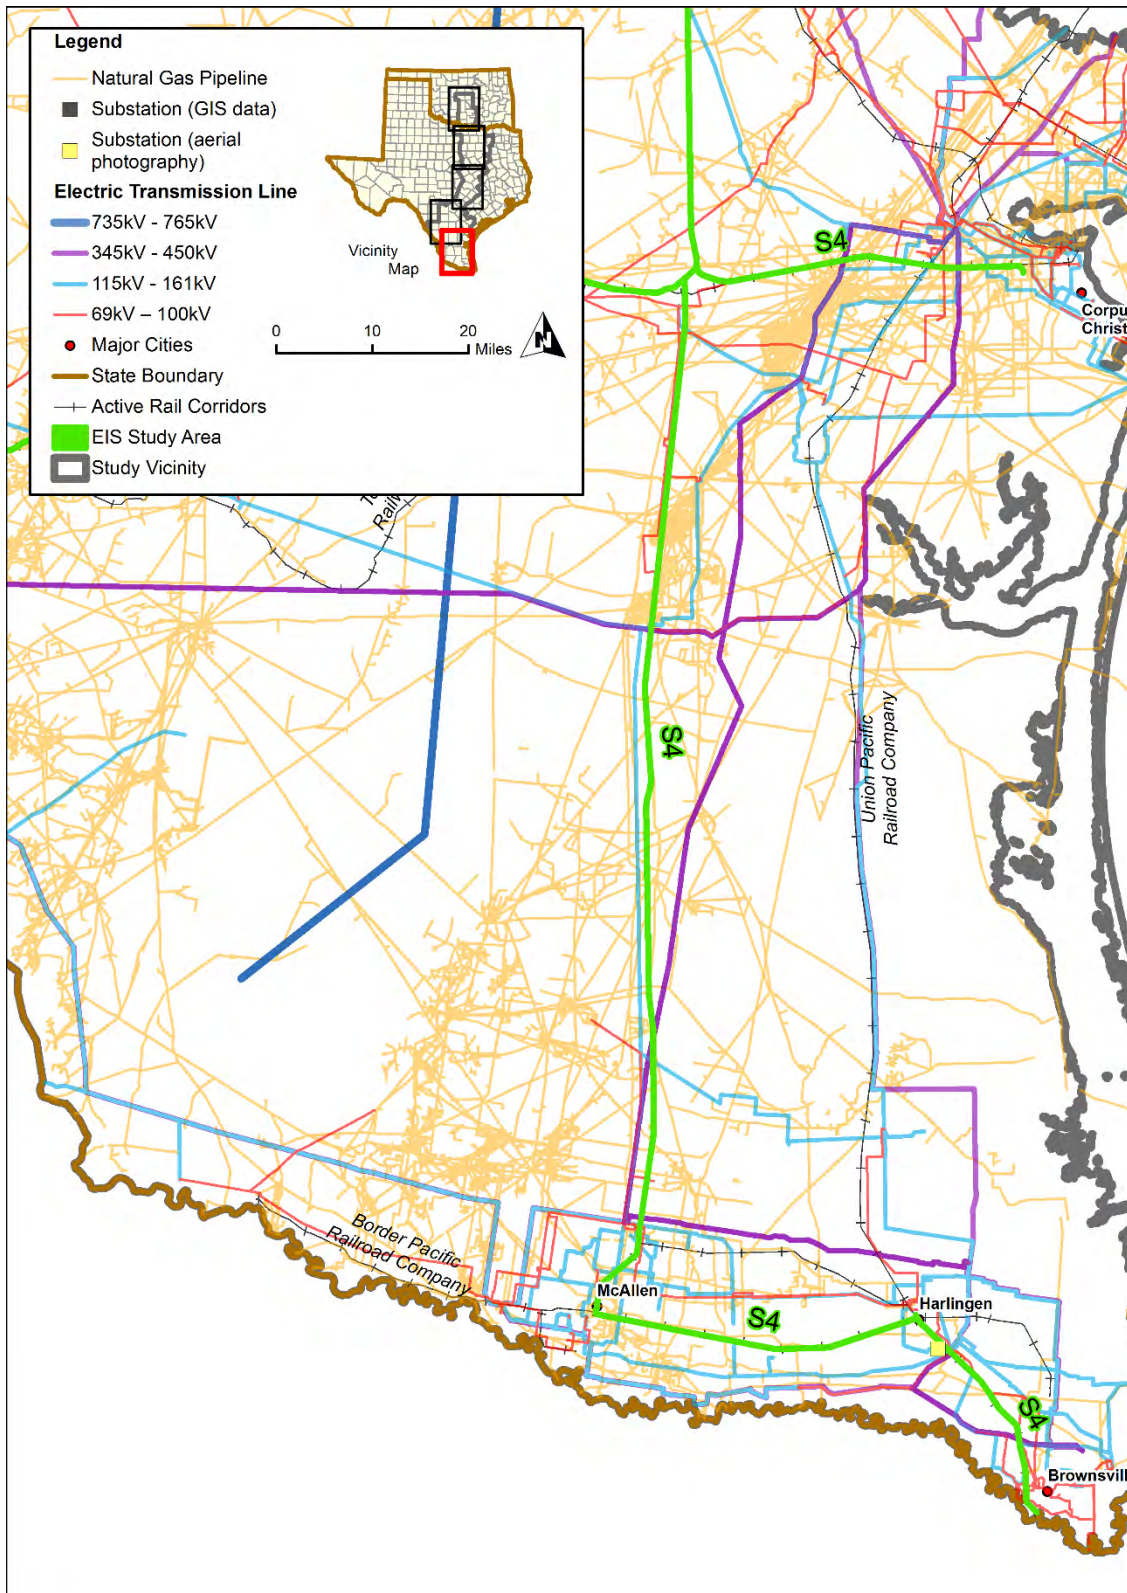 Legend
Natural Gas Pipeline
Substation (GIS data)
Substation (aerial
photography)
Electric Transmission Line
735kV - 765kV
345kV - 450kV
115kV - 161kV
69kV – 100kV
Major Cities
State Boundary
Active Rail Corridors
EIS Study Area
Study Vicinity
Vicinity
Map
0 10 20
Miles
N
S4
Corpu
Christ
Railw
S4
Union Pacific
Railroad Company
Border Pacific
Railroad Company
McAllen
Harlingen
S4
S4
Brownsvill